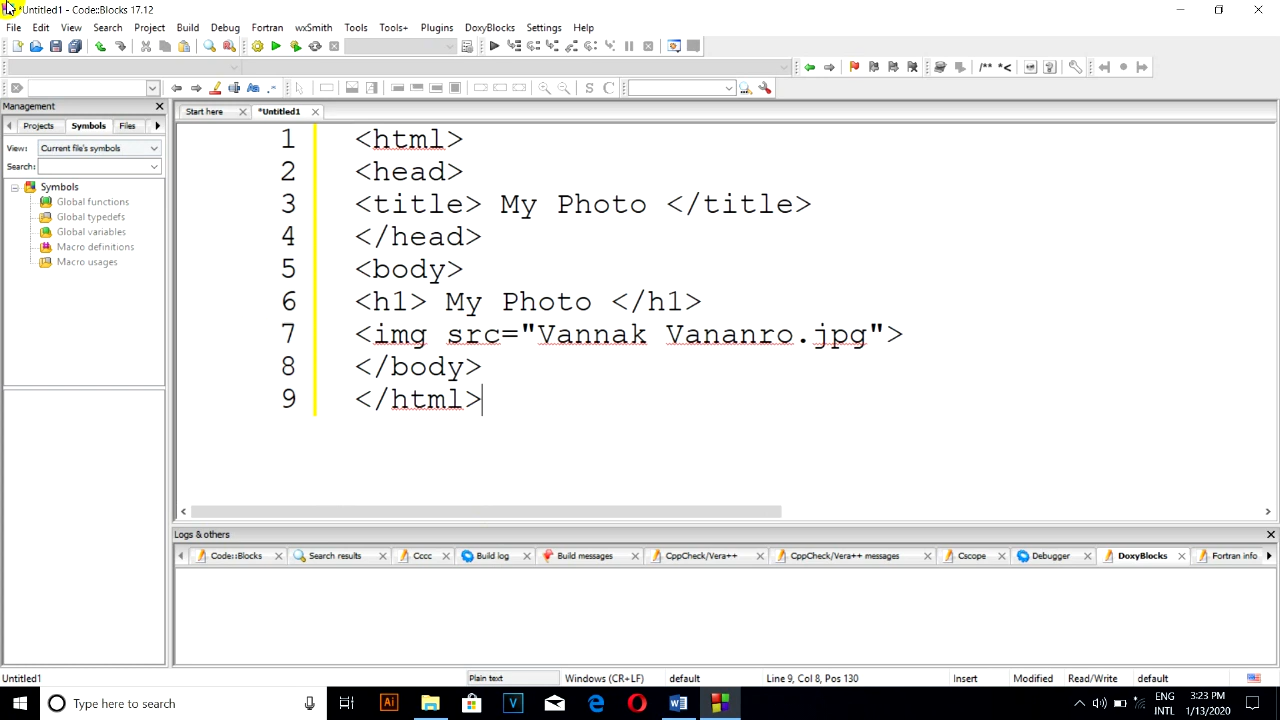 *Untitled1 - Code::Blocks 17.12
File Edit View Search Project Build Debug Fortran wxSmith Tools Tools+ Plugins DoxyBlocks Settings Help
/** *<
S C
Management
Start here *Untitled1
Projects Symbols Files
View: Current file's symbols
Search:
Symbols
Global functions
Global typedefs
Global variables
Macro definitions
Macro usages
1 <html>
2 <head>
3 <title> My Photo </title>
4 </head>
5 <body>
6 <h1> My Photo </h1>
7 <img src="Vannak Vananro.jpg">
8 </body>
9 </html>
Logs & others
Code::Blocks Search results Cccc Build log Build messages CppCheck/Vera++ CppCheck/Vera++ messages Cscope Debugger DoxyBlocks Fortran info
Untitled1 Plain text Windows (CR+LF) default Line 9, Col 8, Pos 130 Insert Modified Read/Write default
Type here to search
Ai V W
ENG 3:23 PM
INTL 1/13/2020